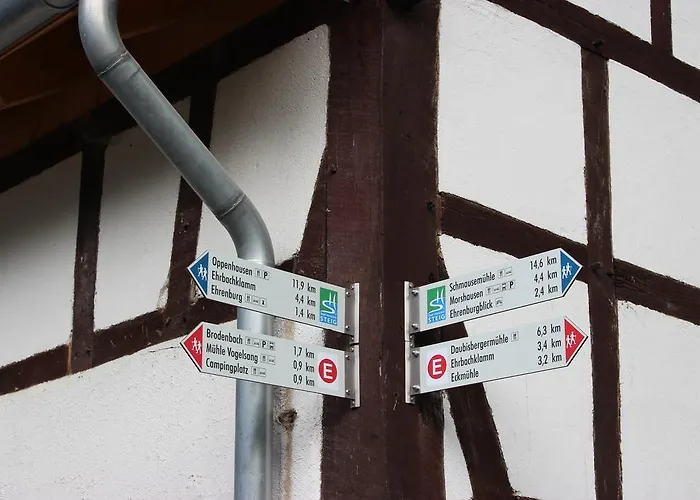 Oppenhausen P 11,9 km
Ehrbachklamm 4,4 km
Ehrenburg 1,4 km
STEIG
Brodenbach P 1,7 km
Mühle Vogelsang 0,9 km
Campingplatz 0,9 km
E
Schmausemühle 14,6 km
Morshausen P 4,4 km
Ehrenburgblick 2,4 km
STEIG
Daubisbergermühle 6,3 km
Ehrbachklamm 3,4 km
Eckmühle 3,2 km
E